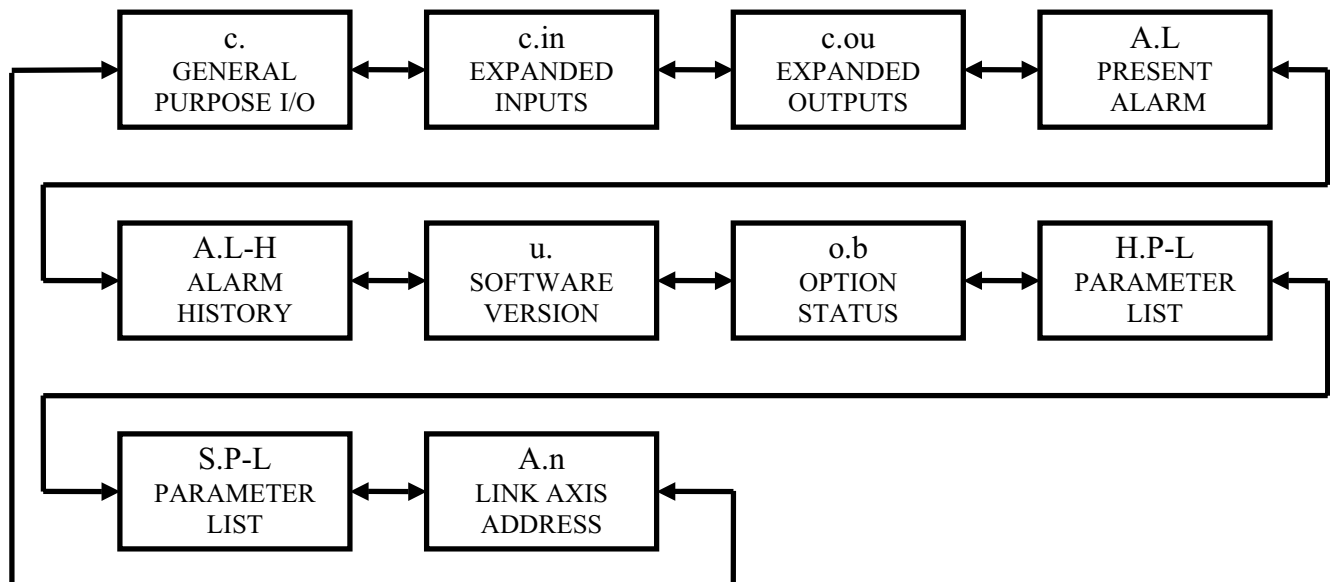 c.
GENERAL
PURPOSE I/O
c.in
EXPANDED
INPUTS
c.ou
EXPANDED
OUTPUTS
A.L
PRESENT
ALARM
A.L-H
ALARM
HISTORY
u.
SOFTWARE
VERSION
o.b
OPTION
STATUS
H.P-L
PARAMETER
LIST
S.P-L
PARAMETER
LIST
A.n
LINK AXIS
ADDRESS